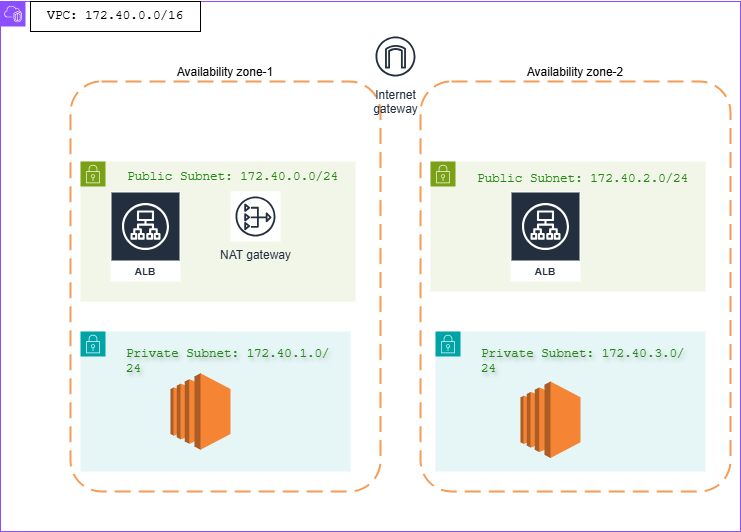 VPC: 172.40.0.0/16
Availability zone-1
Availability zone-2
Internet
gateway
Public Subnet: 172.40.0.0/24
ALB
NAT gateway
Public Subnet: 172.40.2.0/24
ALB
Private Subnet: 172.40.1.0/
24
Private Subnet: 172.40.3.0/
24